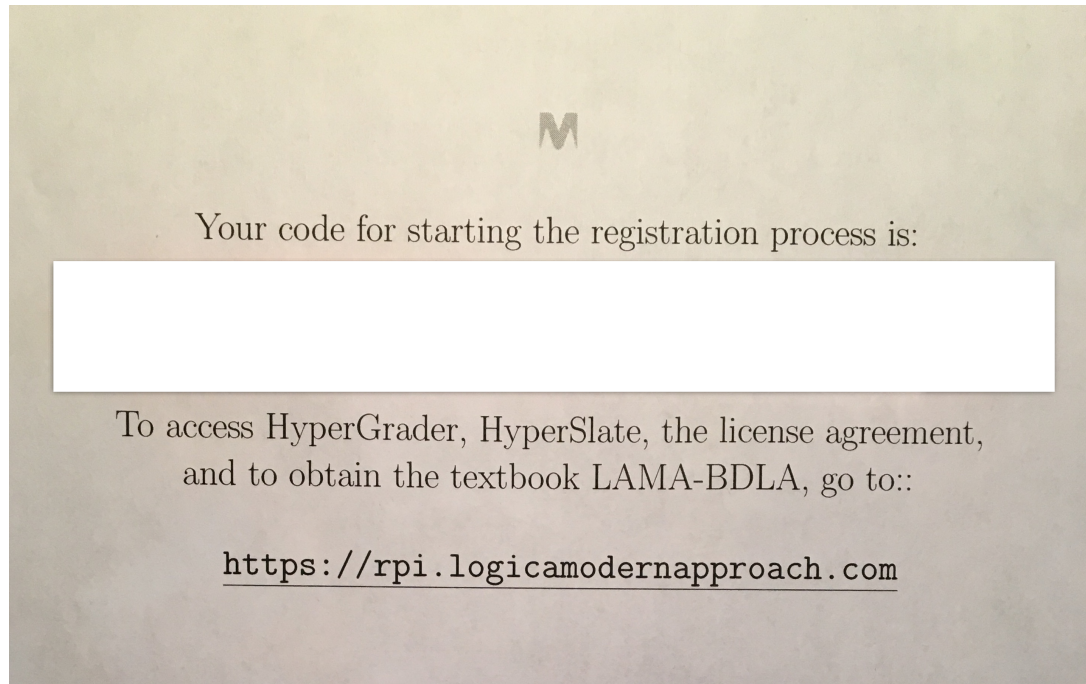 M
Your code for starting the registration process is:
To access HyperGrader, HyperSlate, the license agreement,
and to obtain the textbook LAMA-BDLA, go to::
https://rpi.logicamodernapproach.com